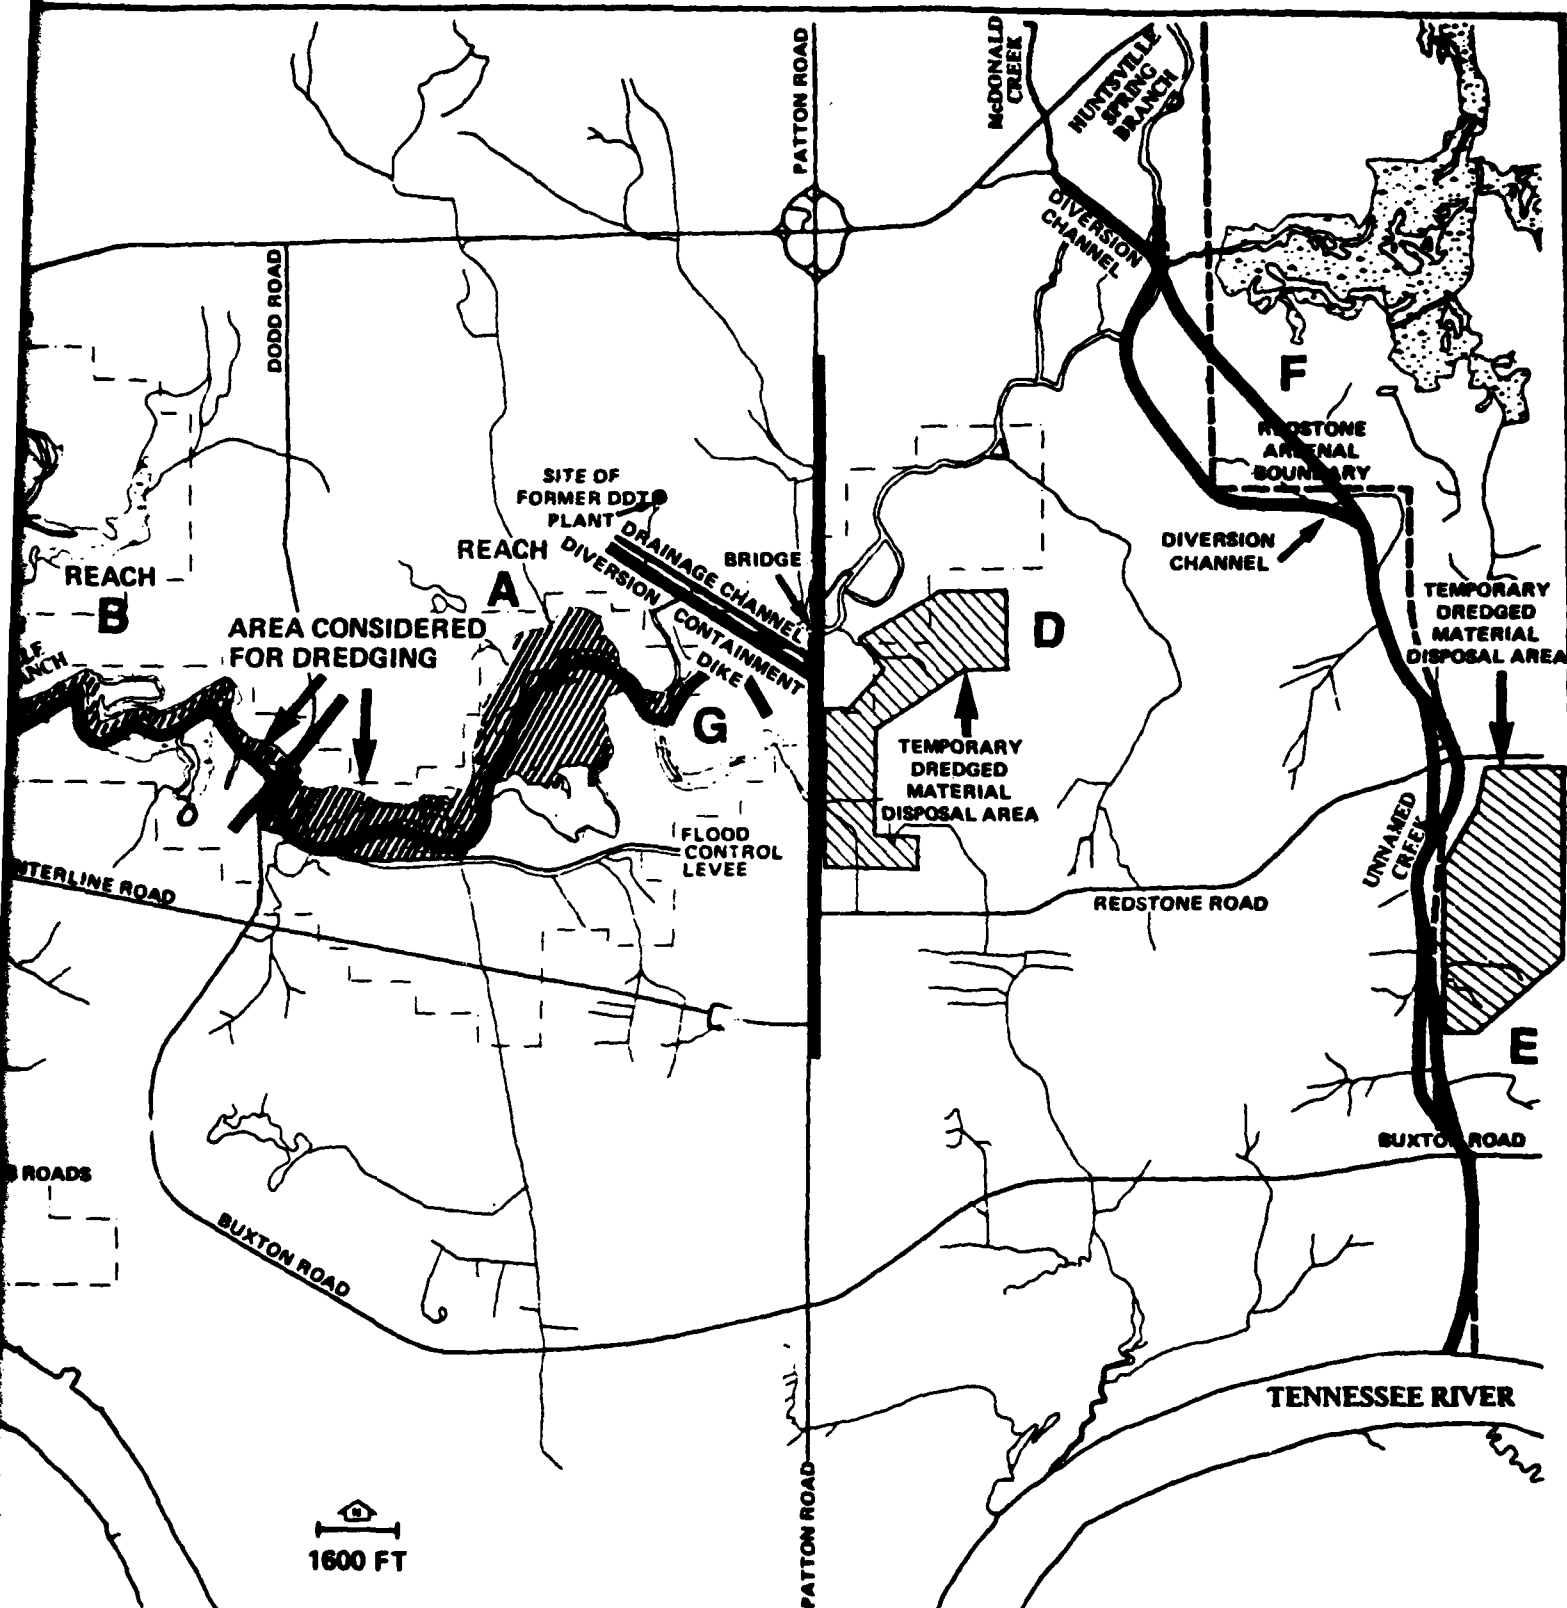 PATTON ROAD
McDONALD
CREEK
HUNTSVILLE
SPRING
BRANCH
DIVERSION
CHANNEL
DODD ROAD
F
REDSTONE
ARSENAL
BOUNDARY
SITE OF
FORMER DDT
PLANT
DRAINAGE CHANNEL
DIVERSION CONTAINMENT
DIKE
BRIDGE
DIVERSION
CHANNEL
REACH
A
REACH
B
TEMPORARY
DREDGED
MATERIAL
DISPOSAL AREA
D
AREA CONSIDERED
FOR DREDGING
G
TEMPORARY
DREDGED
MATERIAL
DISPOSAL AREA
UNNAMED
CREEK
FLOOD
CONTROL
LEVEE
NTERLINE ROAD
REDSTONE ROAD
E
BUXTON ROAD
ROADS
BUXTON ROAD
TENNESSEE RIVER
PATTON ROAD
N
1600 FT